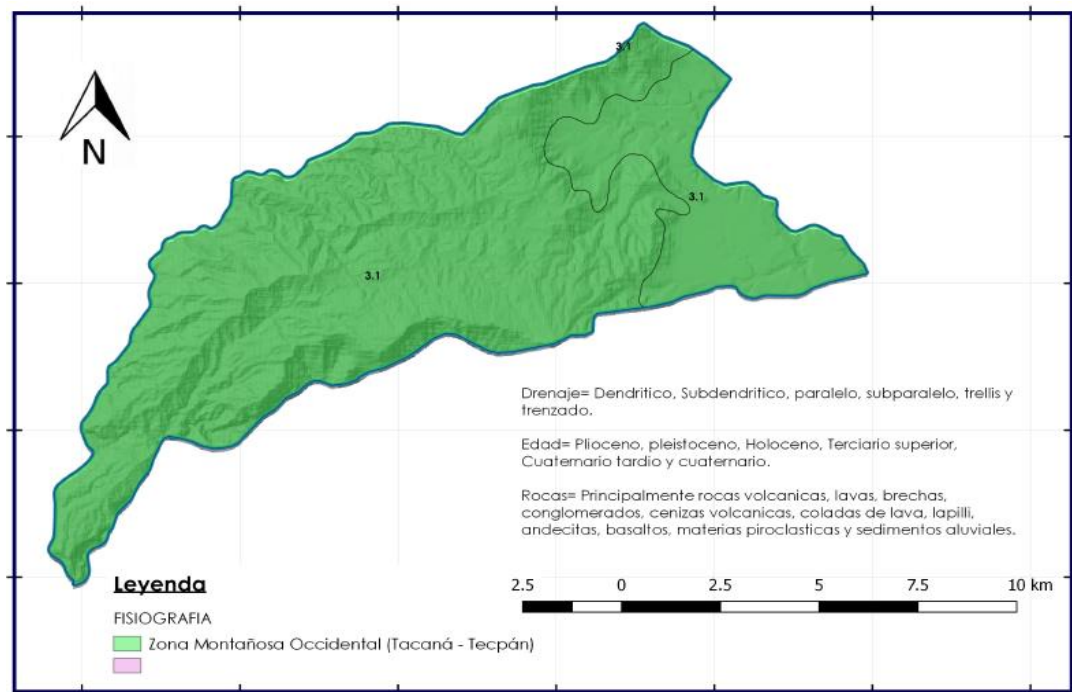 3.1
N
3.1
3.1
Drenaje= Dendritico, Subdendritico, paralelo, subparalelo, trellis y
trenzado.
Edad= Plioceno, pleistoceno, Holoceno, Terciario superior,
Cuaternario tardio y cuaternario.
Rocas= Principalmente rocas volcanicas, lavas, brechas,
conglomerados, cenizas volcanicas, coladas de lava, lapilli,
andecitas, basaltos, materias piroclasticas y sedimentos aluviales.
Leyenda
2.5 0 2.5 5 7.5 10 km
FISIOGRAFIA
Zona Montañosa Occidental (Tacaná - Tecpán)